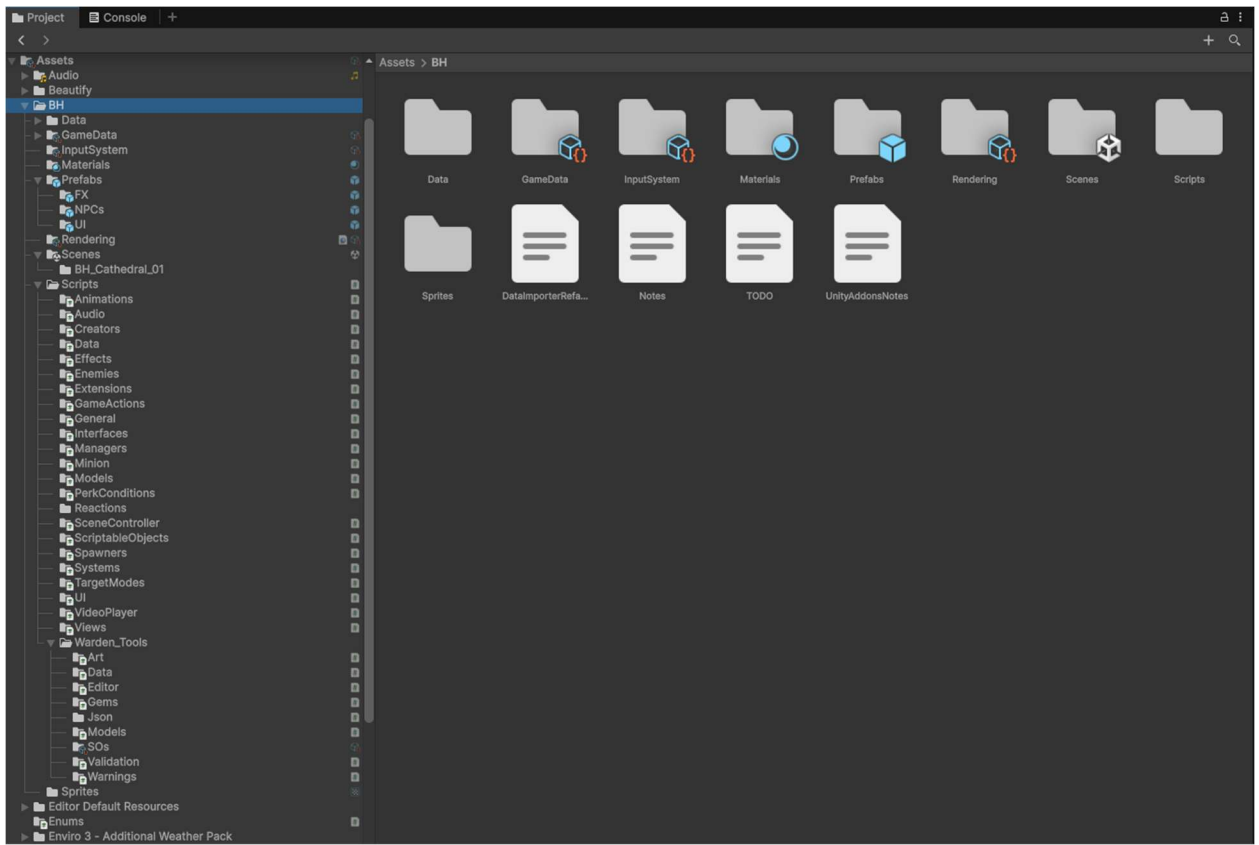 Project Console +
Assets
Audio
Beautify
BH
Data
GameData
InputSystem
Materials
Prefabs
FX
NPCs
UI
Rendering
Scenes
BH_Cathedral_01
Scripts
Animations
Audio
Creators
Data
Effects
Enemies
Extensions
GameActions
General
Interfaces
Managers
Minion
Models
PerkConditions
Reactions
SceneController
ScriptableObjects
Spawners
Systems
TargetModes
UI
VideoPlayer
Views
Warden_Tools
Art
Data
Editor
Gems
Json
Models
SOs
Validation
Warnings
Sprites
Editor Default Resources
Enums
Enviro 3 - Additional Weather Pack
Assets > BH
Data GameData InputSystem Materials Prefabs Rendering Scenes Scripts
Sprites DataImporterRefa... Notes TODO UnityAddonsNotes